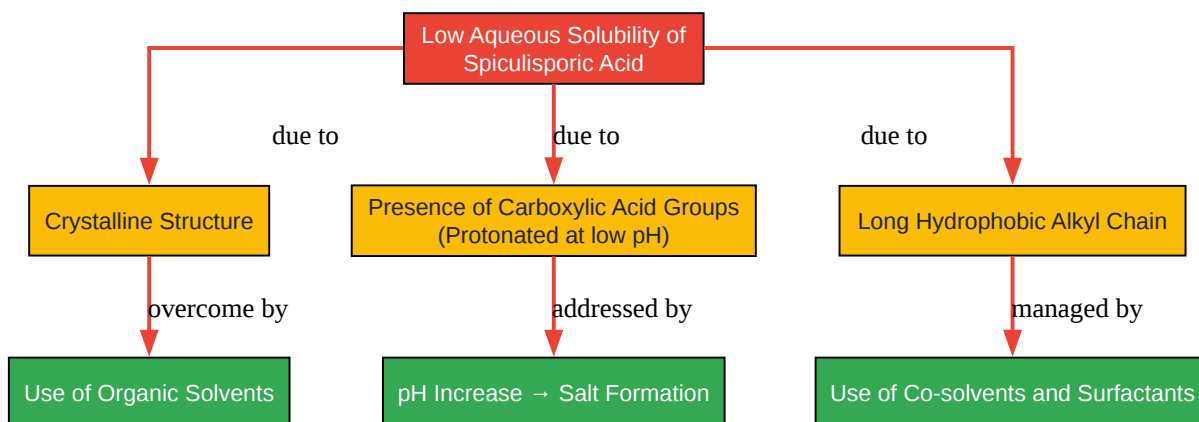 Low Aqueous Solubility of
Spiculisporic Acid
due to
due to
due to
Crystalline Structure
Presence of Carboxylic Acid Groups
(Protonated at low pH)
Long Hydrophobic Alkyl Chain
overcome by
addressed by
managed by
Use of Organic Solvents
pH Increase → Salt Formation
Use of Co-solvents and Surfactants